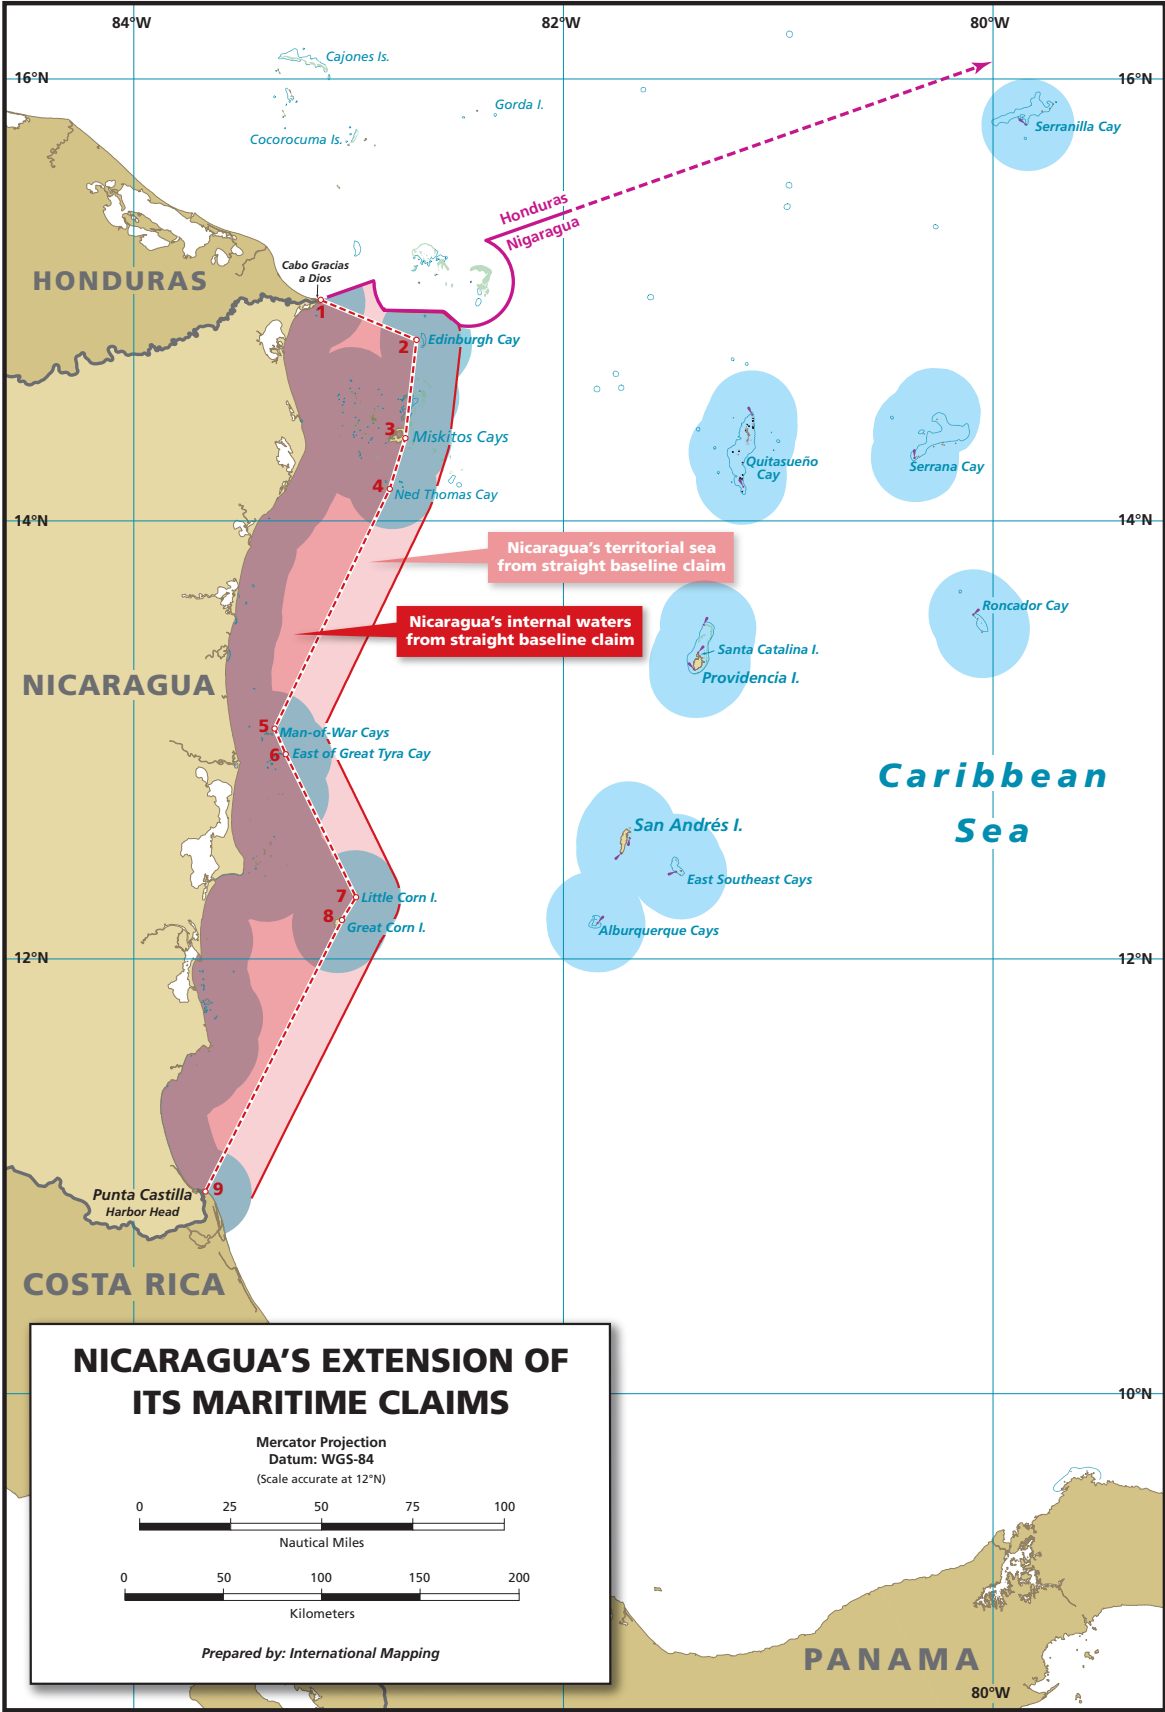 84°W
82°W
80°W
16°N
16°N
Cajones Is.
Gorda I.
Cocorocuma Is.
Serranilla Cay
Honduras
Nigaragua
HONDURAS
Cabo Gracias
a Dios
1
2
Edinburgh Cay
3
Miskitos Cays
4
Ned Thomas Cay
Quitasueño
Cay
Serrana Cay
14°N
14°N
Nicaragua's territorial sea
from straight baseline claim
Nicaragua's internal waters
from straight baseline claim
Roncador Cay
Santa Catalina I.
Providencia I.
NICARAGUA
5
Man-of-War Cays
6
East of Great Tyra Cay
Caribbean
Sea
San Andrés I.
East Southeast Cays
Alburquerque Cays
7
Little Corn I.
8
Great Corn I.
12°N
12°N
Punta Castilla
Harbor Head
9
COSTA RICA
NICARAGUA'S EXTENSION OF
ITS MARITIME CLAIMS
Mercator Projection
Datum: WGS-84
(Scale accurate at 12°N)
0 25 50 75 100
Nautical Miles
0 50 100 150 200
Kilometers
Prepared by: International Mapping
10°N
PANAMA
80°W